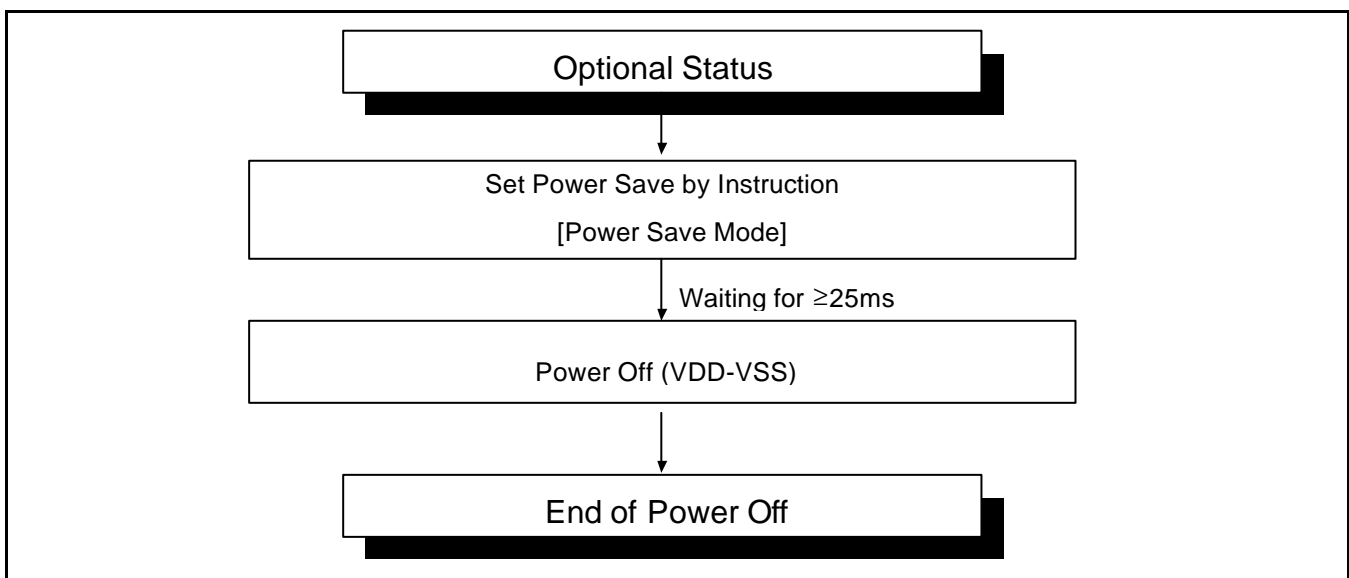 Optional Status
Set Power Save by Instruction
[Power Save Mode]
Waiting for ≥25ms
Power Off (VDD-VSS)
End of Power Off